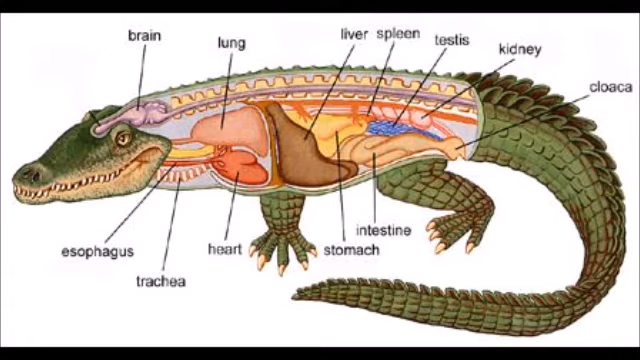 brain
lung
liver
spleen
testis
kidney
cloaca
esophagus
trachea
heart
stomach
intestine